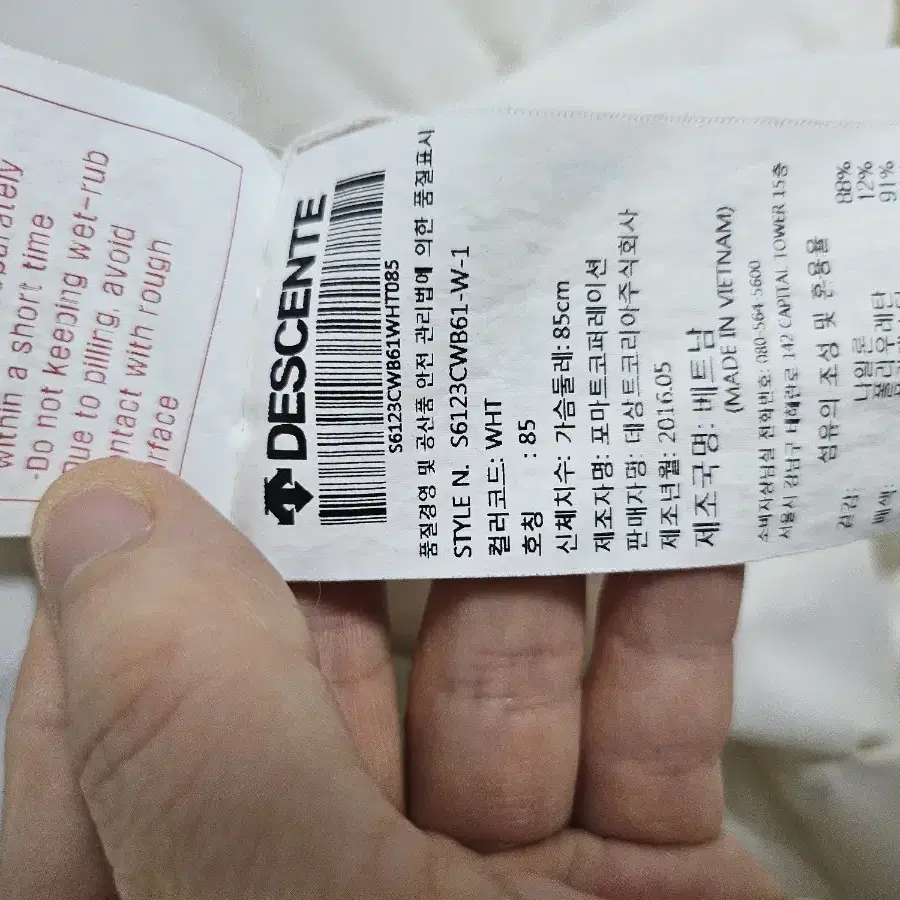 within a short time
-Do not keeping wet-rub
due to billing, avoid
contact with rough
DESCENTE
S6123CWB61WHT085
품질경영 및 공산품 안전 관리법에 의한 품질표시
STYLE N. S6123CWB61-W-1
컬러코드: WHT
호칭 : 85
신체치수: 가슴둘레: 85cm
제조자명: 포마트코퍼레이션
판매자명: 데상트코리아주식회사
제조년월: 2016.05
제조국명: 베트남
(MADE IN VIETNAM)
소비자상담실 전화번호: 080-564-5600
서울시 강남구 테헤란로 142 CAPITAL TOWER 15층
섬유의 조성 및 혼용율
겉감: 나일론 88%
폴리우레탄 12%
배색: 91%